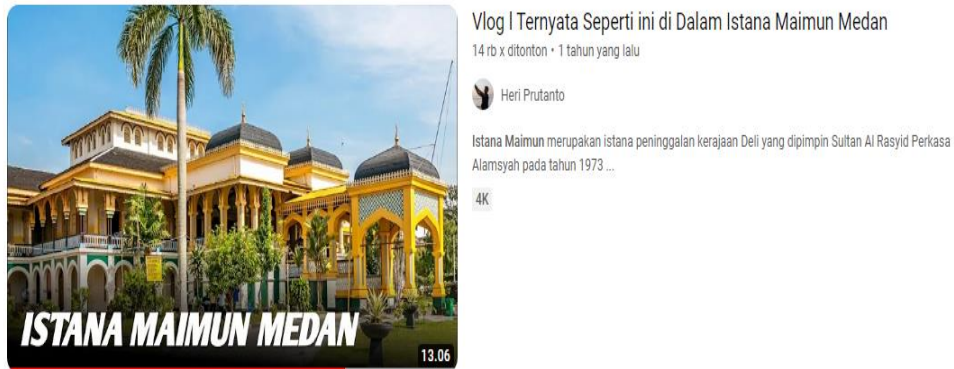 Vlog l Ternyata Seperti ini di Dalam Istana Maimun Medan
14 rb x ditonton • 1 tahun yang lalu
Heri Prutanto
Istana Maimun merupakan istana peninggalan kerajaan Deli yang dipimpin Sultan Al Rasyid Perkasa
Alamsyah pada tahun 1973 ...
4K
ISTANA MAIMUN MEDAN
13.06